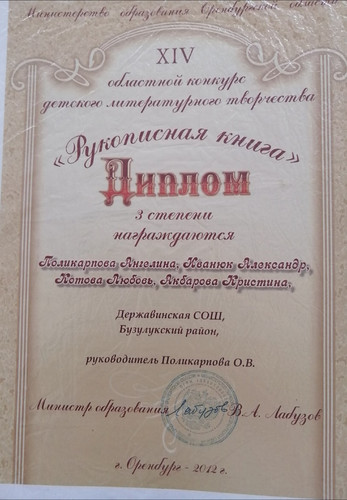 Министерство образования Оренбургской области
XIV
областной конкурс
детского литературного творчества
«Рукописная книга»
Диплом
3 степени
награждаются
Поликарпова Ангелина, Иванюк Александр,
Котова Любовь, Акбарова Кристина,
Державинская СОШ,
Бузулукский район,
руководитель Поликарпова О.В.
Министр образования Лабузов В.А. Лабузов
г. Оренбург - 2012 г.